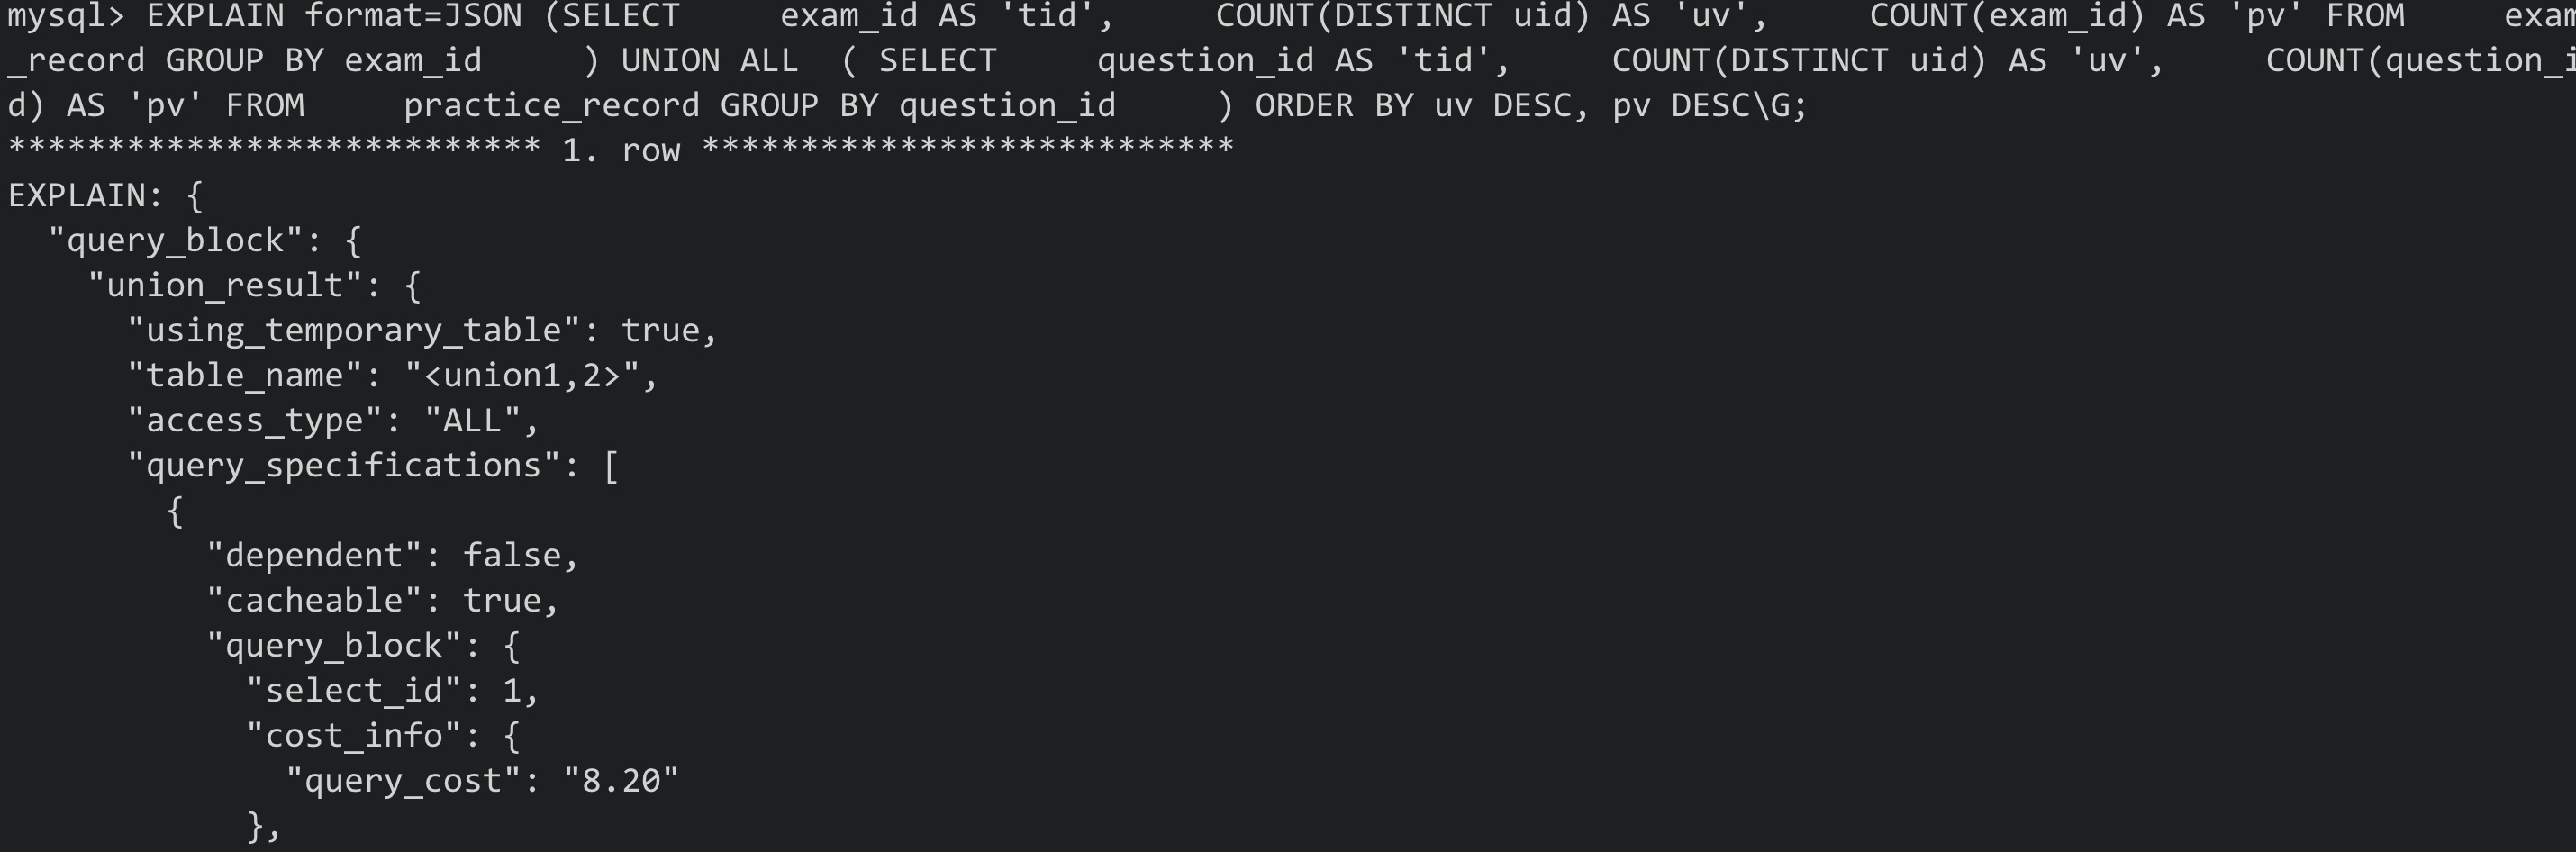 mysql> EXPLAIN format=JSON (SELECT     exam_id AS 'tid',     COUNT(DISTINCT uid) AS 'uv',     COUNT(exam_id) AS 'pv' FROM     exam
_record GROUP BY exam_id     ) UNION ALL  ( SELECT     question_id AS 'tid',     COUNT(DISTINCT uid) AS 'uv',     COUNT(question_i
d) AS 'pv' FROM     practice_record GROUP BY question_id     ) ORDER BY uv DESC, pv DESC\G;
*************************** 1. row ***************************
EXPLAIN: {
  "query_block": {
    "union_result": {
      "using_temporary_table": true,
      "table_name": "<union1,2>",
      "access_type": "ALL",
      "query_specifications": [
        {
          "dependent": false,
          "cacheable": true,
          "query_block": {
            "select_id": 1,
            "cost_info": {
              "query_cost": "8.20"
            },